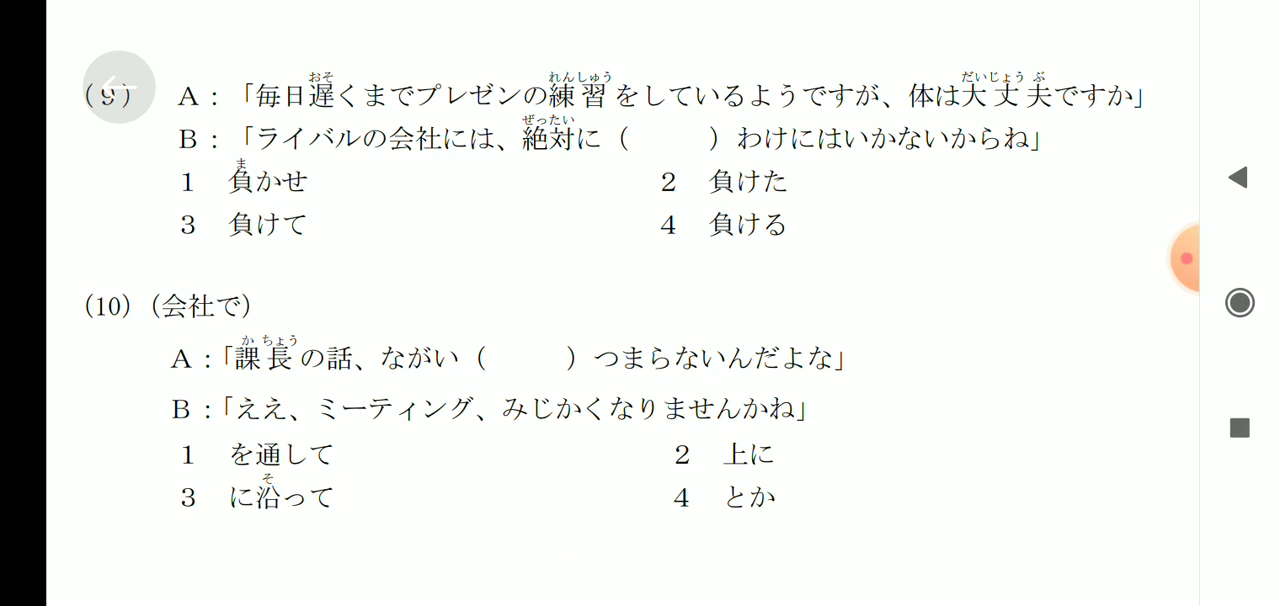 (9) A：「毎日遅くまでプレゼンの練習をしているようですが、体は大丈夫ですか」
B：「ライバルの会社には、絶対に（　　　）わけにはいかないからね」
1 負かせ 2 負けた
3 負けて 4 負ける
(10)（会社で）
A：「課長の話、ながい（　　　）つまらないんだよな」
B：「ええ、ミーティング、みじかくなりませんかね」
1 を通して 2 上に
3 に沿って 4 とか